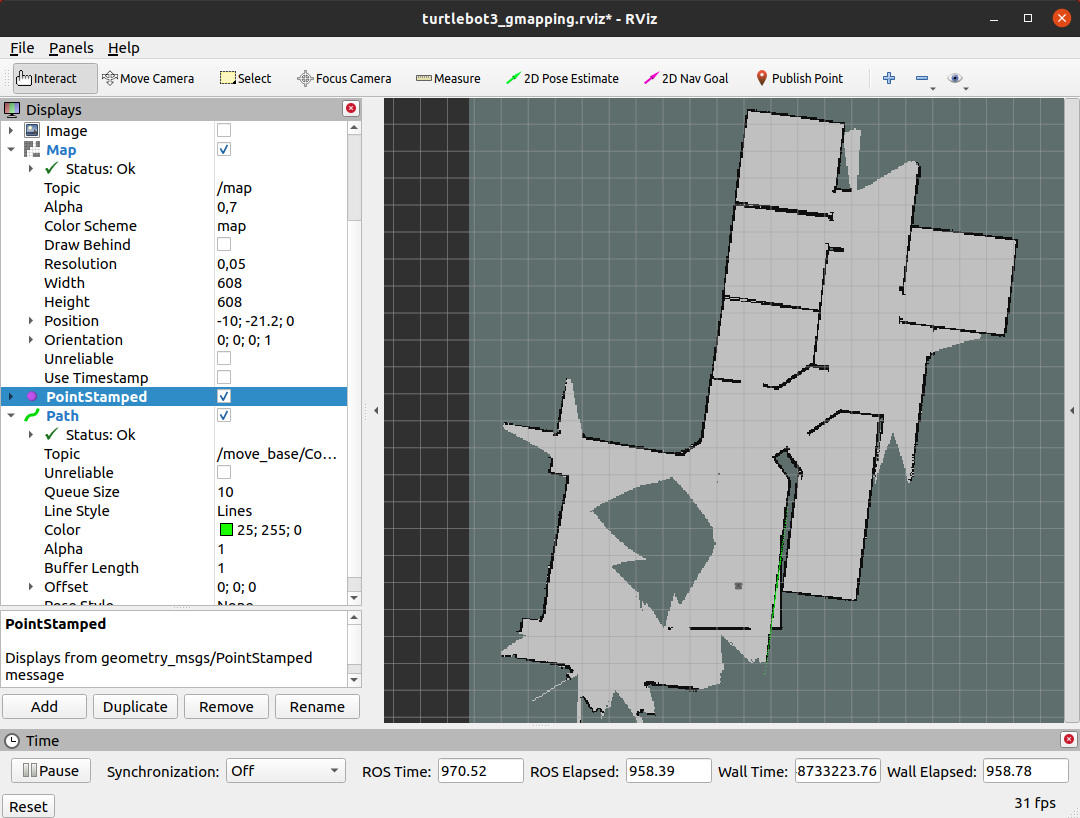 turtlebot3_gmapping.rviz* - RViz
File Panels Help
Interact Move Camera Select Focus Camera Measure 2D Pose Estimate 2D Nav Goal Publish Point
Displays
Image
Map
Status: Ok
Topic /map
Alpha 0,7
Color Scheme map
Draw Behind
Resolution 0,05
Width 608
Height 608
Position -10; -21.2; 0
Orientation 0; 0; 0; 1
Unreliable
Use Timestamp
PointStamped
Path
Status: Ok
Topic /move_base/Co...
Unreliable
Queue Size 10
Line Style Lines
Color 25; 255; 0
Alpha 1
Buffer Length 1
Offset 0; 0; 0
PointStamped
Displays from geometry_msgs/PointStamped
message
Add Duplicate Remove Rename
Time
Pause Synchronization: Off ROS Time: 970.52 ROS Elapsed: 958.39 Wall Time: 8733223.76 Wall Elapsed: 958.78
Reset 31 fps